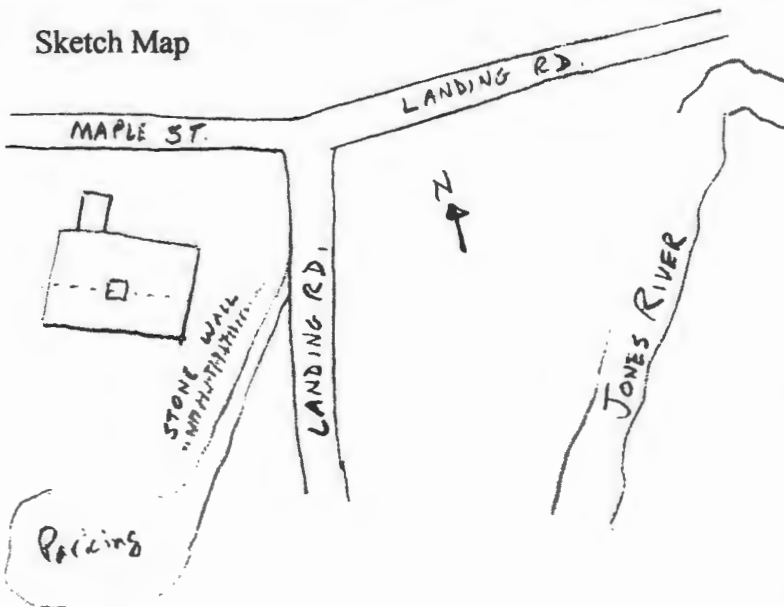 Sketch Map
LANDING RD.
MAPLE ST.
N
JONES RIVER
LANDING RD.
STONE WALL
Parking